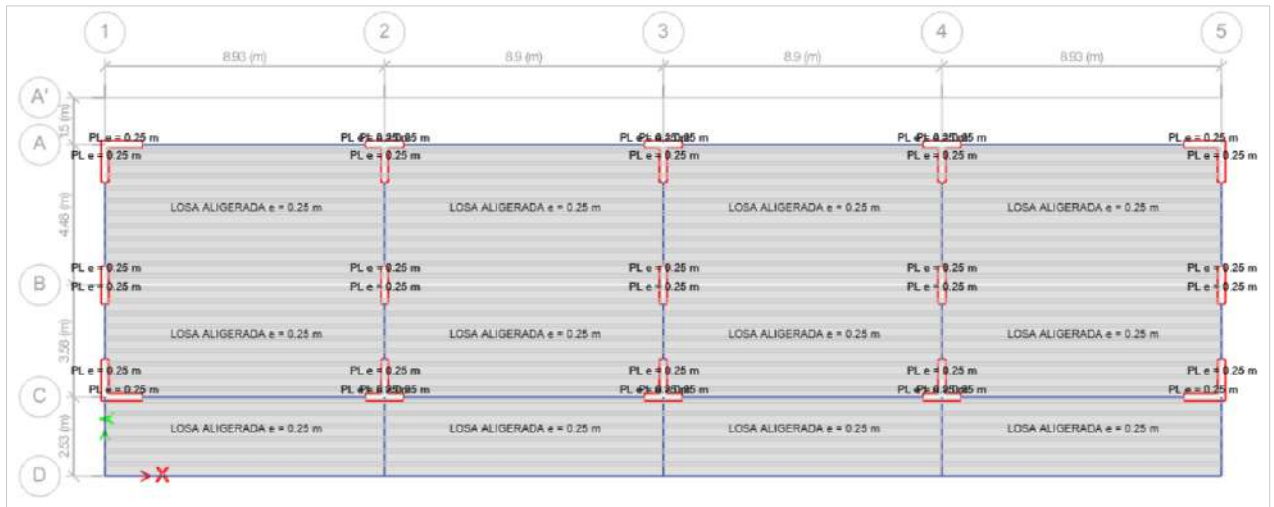 1 2 3 4 5
8.93 (m) 8.9 (m) 8.9 (m) 8.93 (m)
A'
A
PL e = 0.25 m PL e = 0.25 m
PL e = 0.25 m PL e = 0.25 m PL e = 0.25 m PL e = 0.25 m PL e = 0.25 m
4.48 (m)
LOSA ALIGERADA e = 0.25 m LOSA ALIGERADA e = 0.25 m LOSA ALIGERADA e = 0.25 m LOSA ALIGERADA e = 0.25 m
PL e = 0.25 m PL e = 0.25 m PL e = 0.25 m PL e = 0.25 m PL e = 0.25 m
B
PL e = 0.25 m PL e = 0.25 m PL e = 0.25 m PL e = 0.25 m PL e = 0.25 m
3.58 (m)
LOSA ALIGERADA e = 0.25 m LOSA ALIGERADA e = 0.25 m LOSA ALIGERADA e = 0.25 m LOSA ALIGERADA e = 0.25 m
PL e = 0.25 m PL e = 0.25 m PL e = 0.25 m PL e = 0.25 m PL e = 0.25 m
C
PL e = 0.25 m PL e = 0.25 m
2.53 (m)
LOSA ALIGERADA e = 0.25 m LOSA ALIGERADA e = 0.25 m LOSA ALIGERADA e = 0.25 m LOSA ALIGERADA e = 0.25 m
D
X